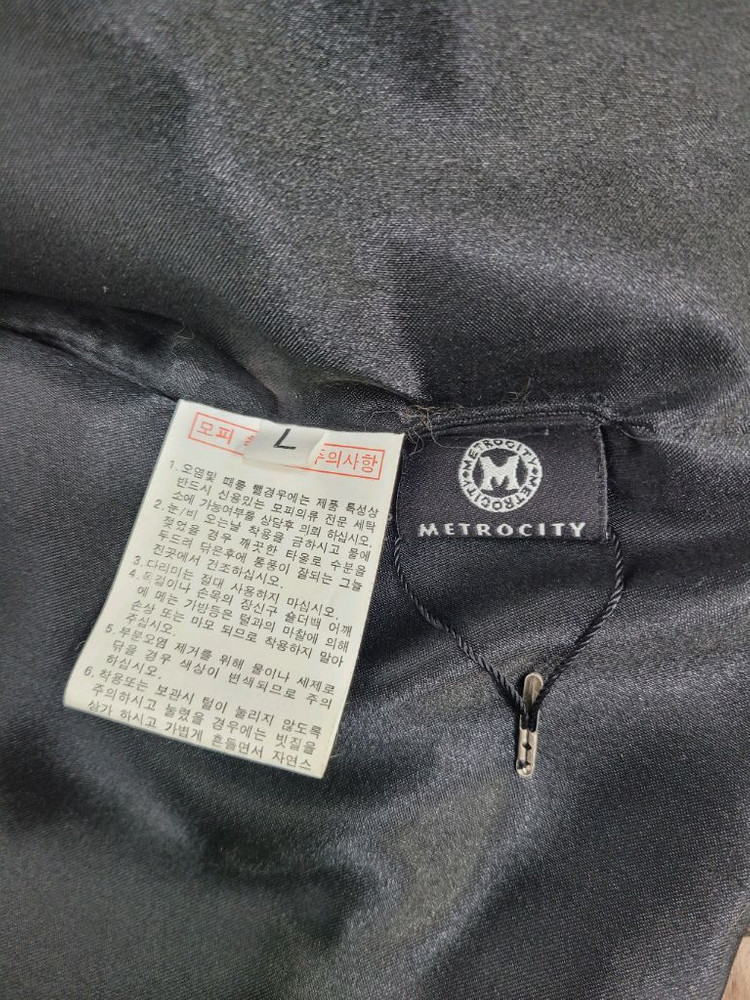 모피
L
주의사항
1. 오염및 때를 뺄경우에는 제품 특성상
반드시 신용있는 모피의류 전문 세탁
소에 가능여부를 상담후 의뢰 하십시오.
2. 눈/비 오는날 착용을 금하시고 물에
젖었을 경우 깨끗한 타올로 수분을
두드려 닦은후에 통풍이 잘되는 그늘
진곳에서 건조하십시오.
3. 다리미는 절대 사용하지 마십시오.
4. 목걸이나 손목의 장신구 숄더백 어깨
에 메는 가방등은 털과의 마찰에 의해
손상 또는 마모 되므로 착용하지 말아
주십시오.
5. 부분오염 제거를 위해 물이나 세제로
닦을 경우 색상이 변색되므로 주의
하십시오.
6. 착용또는 보관시 털이 눌리지 않도록
주의하시고 눌렸을 경우에는 빗질을
상가 하시고 가볍게 흔들면서 자연스
METROCITY
M
METROCITY
METROCITY
METROCITY